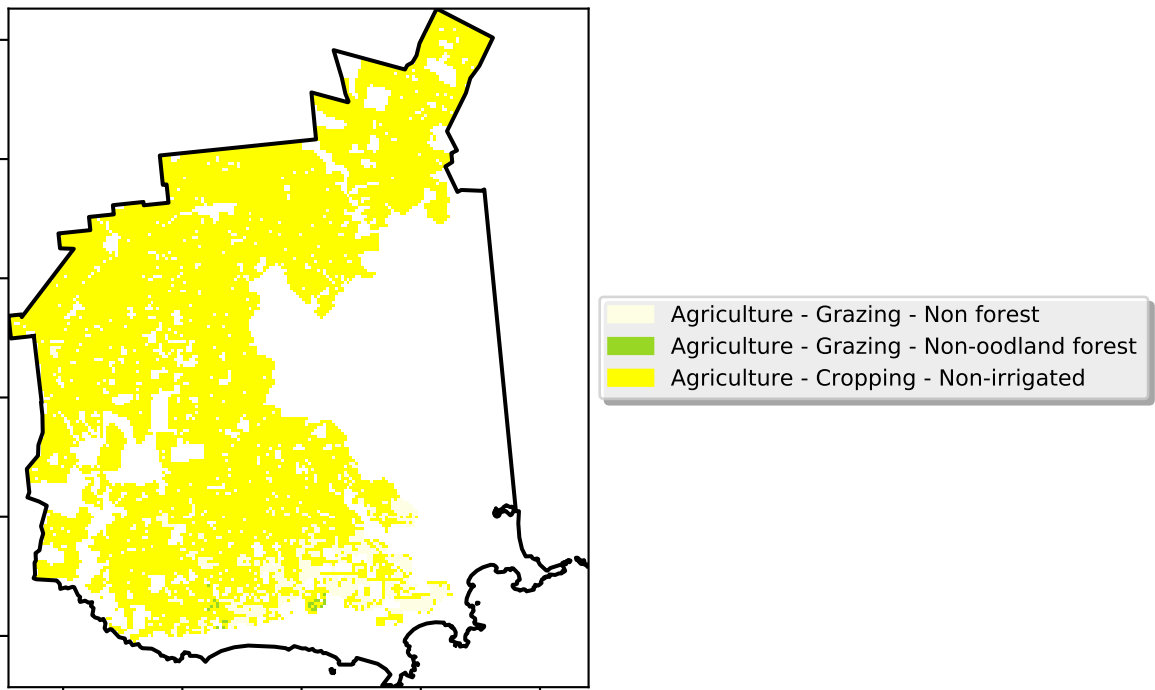 Agriculture - Grazing - Non forest
Agriculture - Grazing - Non-oodland forest
Agriculture - Cropping - Non-irrigated